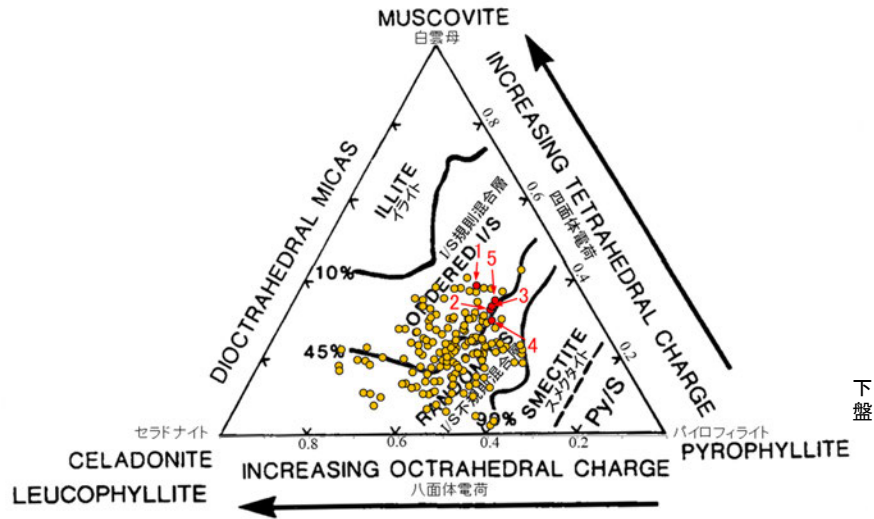 MUSCOVITE
白雲母
INCREASING TETRAHEDRAL CHARGE
四面体電荷
DIOCTRAHEDRAL MICAS
0.8
0.6
0.4
0.2
ILLITE
イライト
I/S規則混合層
ORDERED I/S
10%
1
5
2
3
4
45%
I/S不規則混合層
90%
SMECTITE
スメクタイト
Py/S
下盤
セラドナイト
0.8
0.6
0.4
0.2
パイロフィライト
CELADONITE
INCREASING OCTRAHEDRAL CHARGE
PYROPHYLLITE
八面体電荷
LEUCOPHYLLITE